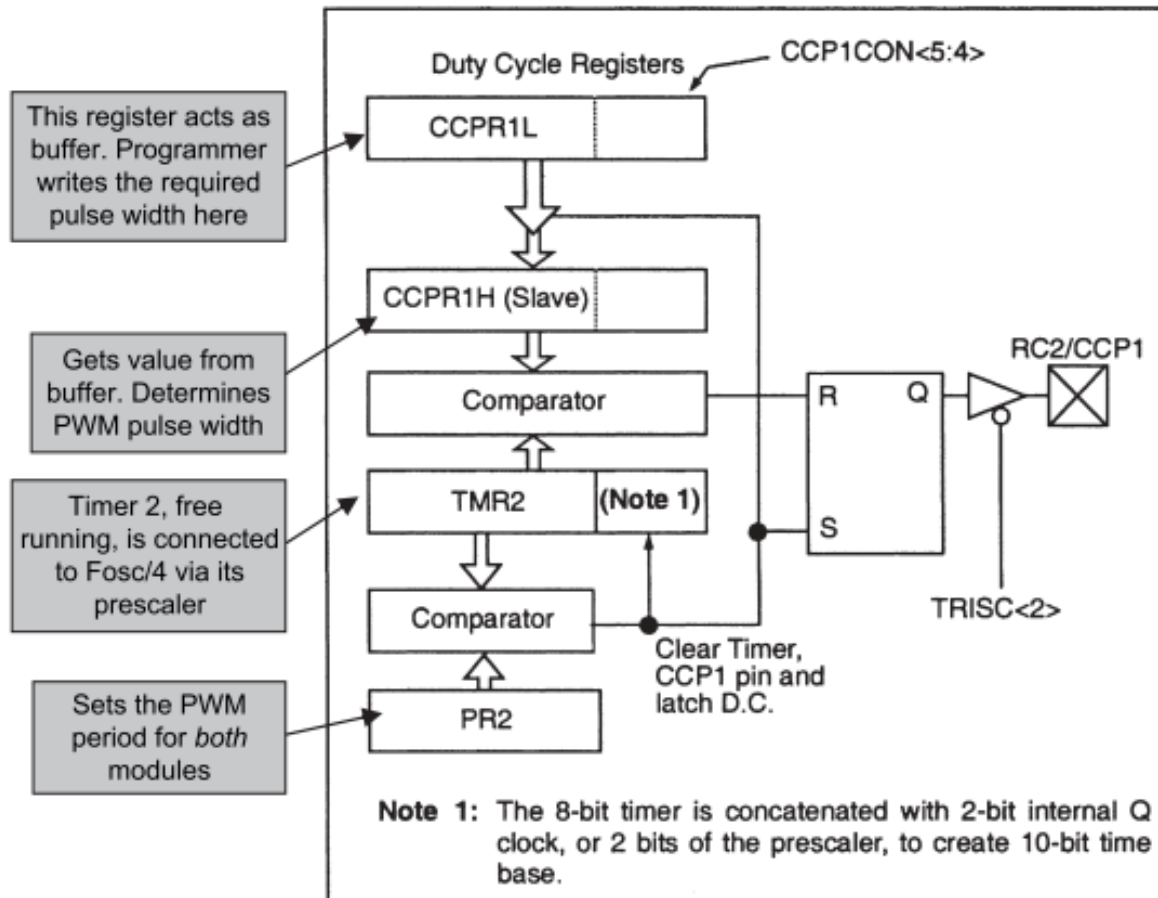 Duty Cycle Registers
CCP1CON<5:4>
This register acts as
buffer. Programmer
writes the required
pulse width here
CCPR1L
CCPR1H (Slave)
Gets value from
buffer. Determines
PWM pulse width
Comparator
R
Q
S
RC2/CCP1
TRISC<2>
Timer 2, free
running, is connected
to Fosc/4 via its
prescaler
TMR2
(Note 1)
Comparator
Clear Timer,
CCP1 pin and
latch D.C.
Sets the PWM
period for both
modules
PR2
Note 1: The 8-bit timer is concatenated with 2-bit internal Q
clock, or 2 bits of the prescaler, to create 10-bit time
base.